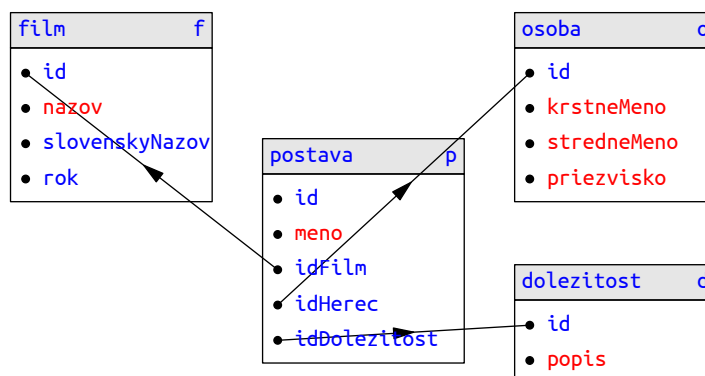 film f
id
nazov
slovenskyNazov
rok
postava p
id
meno
idFilm
idHerec
idDolezitost
osoba
id
krstneMeno
stredneMeno
priezvisko
dolezitost
id
popis